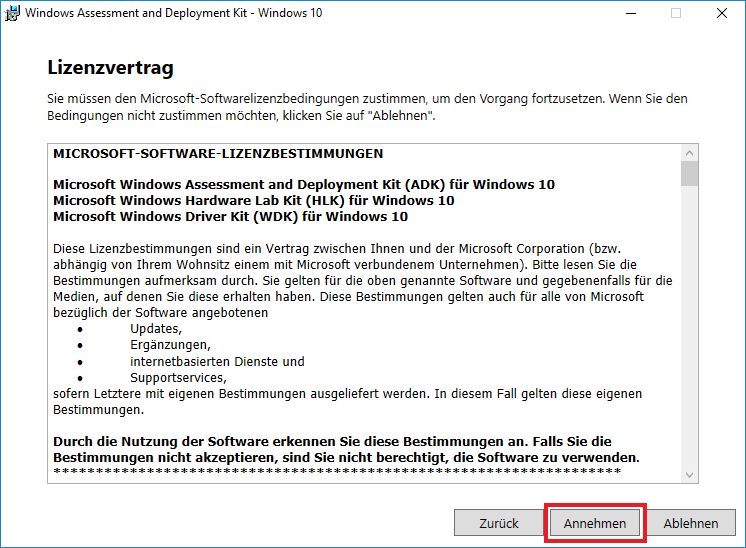 Windows Assessment and Deployment Kit - Windows 10
Lizenzvertrag
Sie müssen den Microsoft-Softwarelizenzbedingungen zustimmen, um den Vorgang fortzusetzen. Wenn Sie den
Bedingungen nicht zustimmen möchten, klicken Sie auf "Ablehnen".
MICROSOFT-SOFTWARE-LIZENZBESTIMMUNGEN
Microsoft Windows Assessment and Deployment Kit (ADK) für Windows 10
Microsoft Windows Hardware Lab Kit (HLK) für Windows 10
Microsoft Windows Driver Kit (WDK) für Windows 10
Diese Lizenzbestimmungen sind ein Vertrag zwischen Ihnen und der Microsoft Corporation (bzw.
abhängig von Ihrem Wohnsitz einem mit Microsoft verbundenem Unternehmen). Bitte lesen Sie die
Bestimmungen aufmerksam durch. Sie gelten für die oben genannte Software und gegebenenfalls für die
Medien, auf denen Sie diese erhalten haben. Diese Bestimmungen gelten auch für alle von Microsoft
bezüglich der Software angebotenen
• Updates,
• Ergänzungen,
• internetbasierten Dienste und
• Supportservices,
sofern Letztere mit eigenen Bestimmungen ausgeliefert werden. In diesem Fall gelten diese eigenen
Bestimmungen.
Durch die Nutzung der Software erkennen Sie diese Bestimmungen an. Falls Sie die
Bestimmungen nicht akzeptieren, sind Sie nicht berechtigt, die Software zu verwenden.
*******************************************************************
Zurück Annehmen Ablehnen